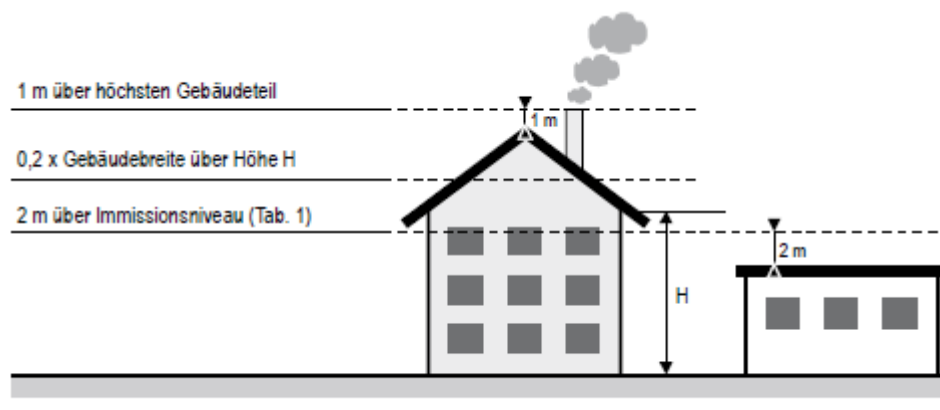 1 m über höchsten Gebäudeteil
1 m
0,2 x Gebäudebreite über Höhe H
2 m über Immissionsniveau (Tab. 1)
2 m
H